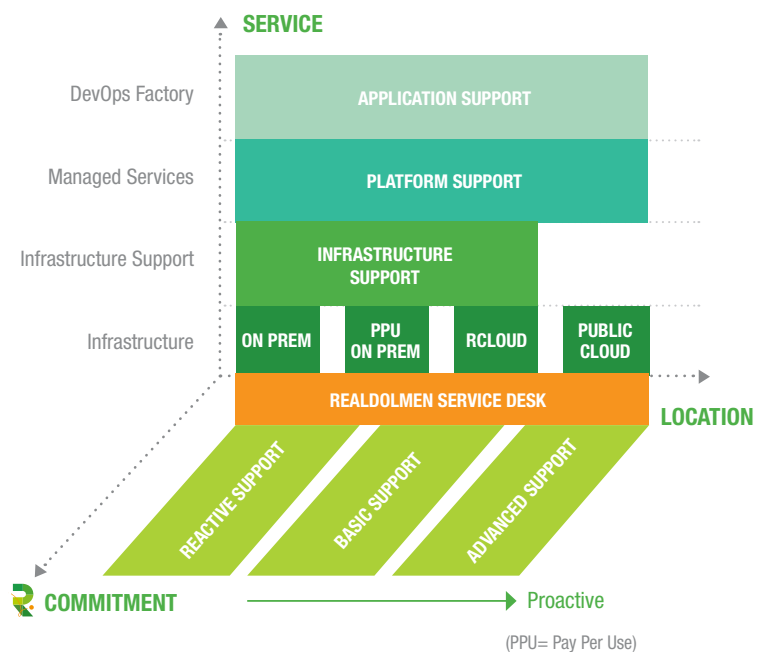 SERVICE
DevOps Factory
APPLICATION SUPPORT
Managed Services
PLATFORM SUPPORT
Infrastructure Support
INFRASTRUCTURE
SUPPORT
Infrastructure
ON PREM
PPU
ON PREM
RCLOUD
PUBLIC
CLOUD
REALDOLMEN SERVICE DESK
LOCATION
REACTIVE SUPPORT
BASIC SUPPORT
ADVANCED SUPPORT
COMMITMENT
Proactive
(PPU= Pay Per Use)